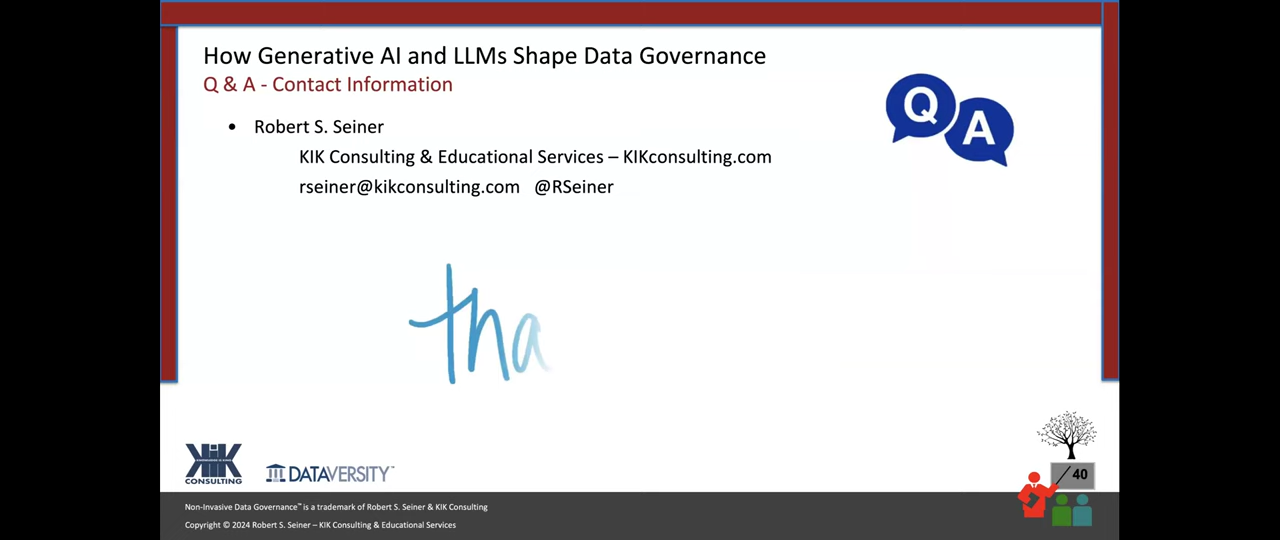 How Generative AI and LLMs Shape Data Governance
Q & A - Contact Information
Q A
• Robert S. Seiner
KIK Consulting & Educational Services – KIKconsulting.com
rseiner@kikconsulting.com @RSeiner
tha
KIK
CONSULTING
DATAVERSITY™
/ 40
Non-Invasive Data Governance™ is a trademark of Robert S. Seiner & KIK Consulting
Copyright © 2024 Robert S. Seiner – KIK Consulting & Educational Services